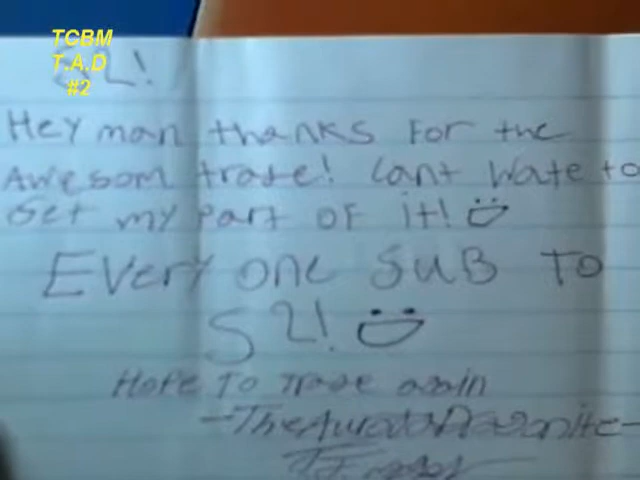 TCBM
T.A.D
#2
Hey man thanks for the
Awesom trade! Cant wate to
Get my part of it!
Every one SUB TO
S2!
Hope To Trade again